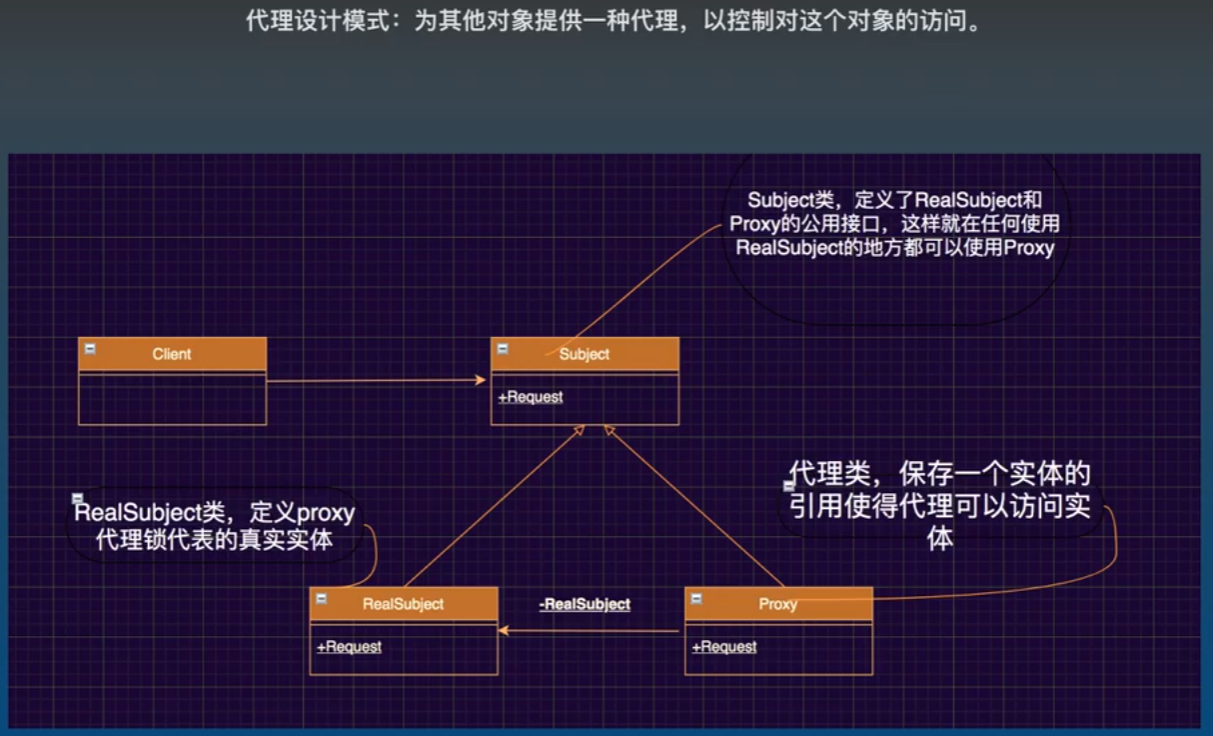 代理设计模式：为其他对象提供一种代理，以控制对这个对象的访问。
Subject类，定义了RealSubject和
Proxy的公用接口，这样就在任何使用
RealSubject的地方都可以使用Proxy
Client
Subject
+Request
代理类，保存一个实体的
引用使得代理可以访问实
体
RealSubject类，定义proxy
代理锁代表的真实实体
RealSubject
-RealSubject
Proxy
+Request
+Request